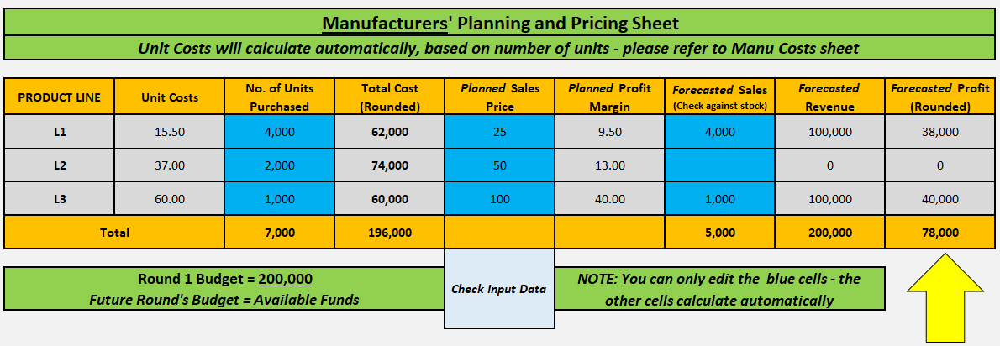 Manufacturers' Planning and Pricing Sheet
Unit Costs will calculate automatically, based on number of units - please refer to Manu Costs sheet
PRODUCT LINE Unit Costs No. of Units Purchased Total Cost (Rounded) Planned Sales Price Planned Profit Margin Forecasted Sales (Check against stock) Forecasted Revenue Forecasted Profit (Rounded)
L1 15.50 4,000 62,000 25 9.50 4,000 100,000 38,000
L2 37.00 2,000 74,000 50 13.00 0 0
L3 60.00 1,000 60,000 100 40.00 1,000 100,000 40,000
Total 7,000 196,000 5,000 200,000 78,000
Round 1 Budget = 200,000
Future Round's Budget = Available Funds
Check Input Data
NOTE: You can only edit the blue cells - the
other cells calculate automatically